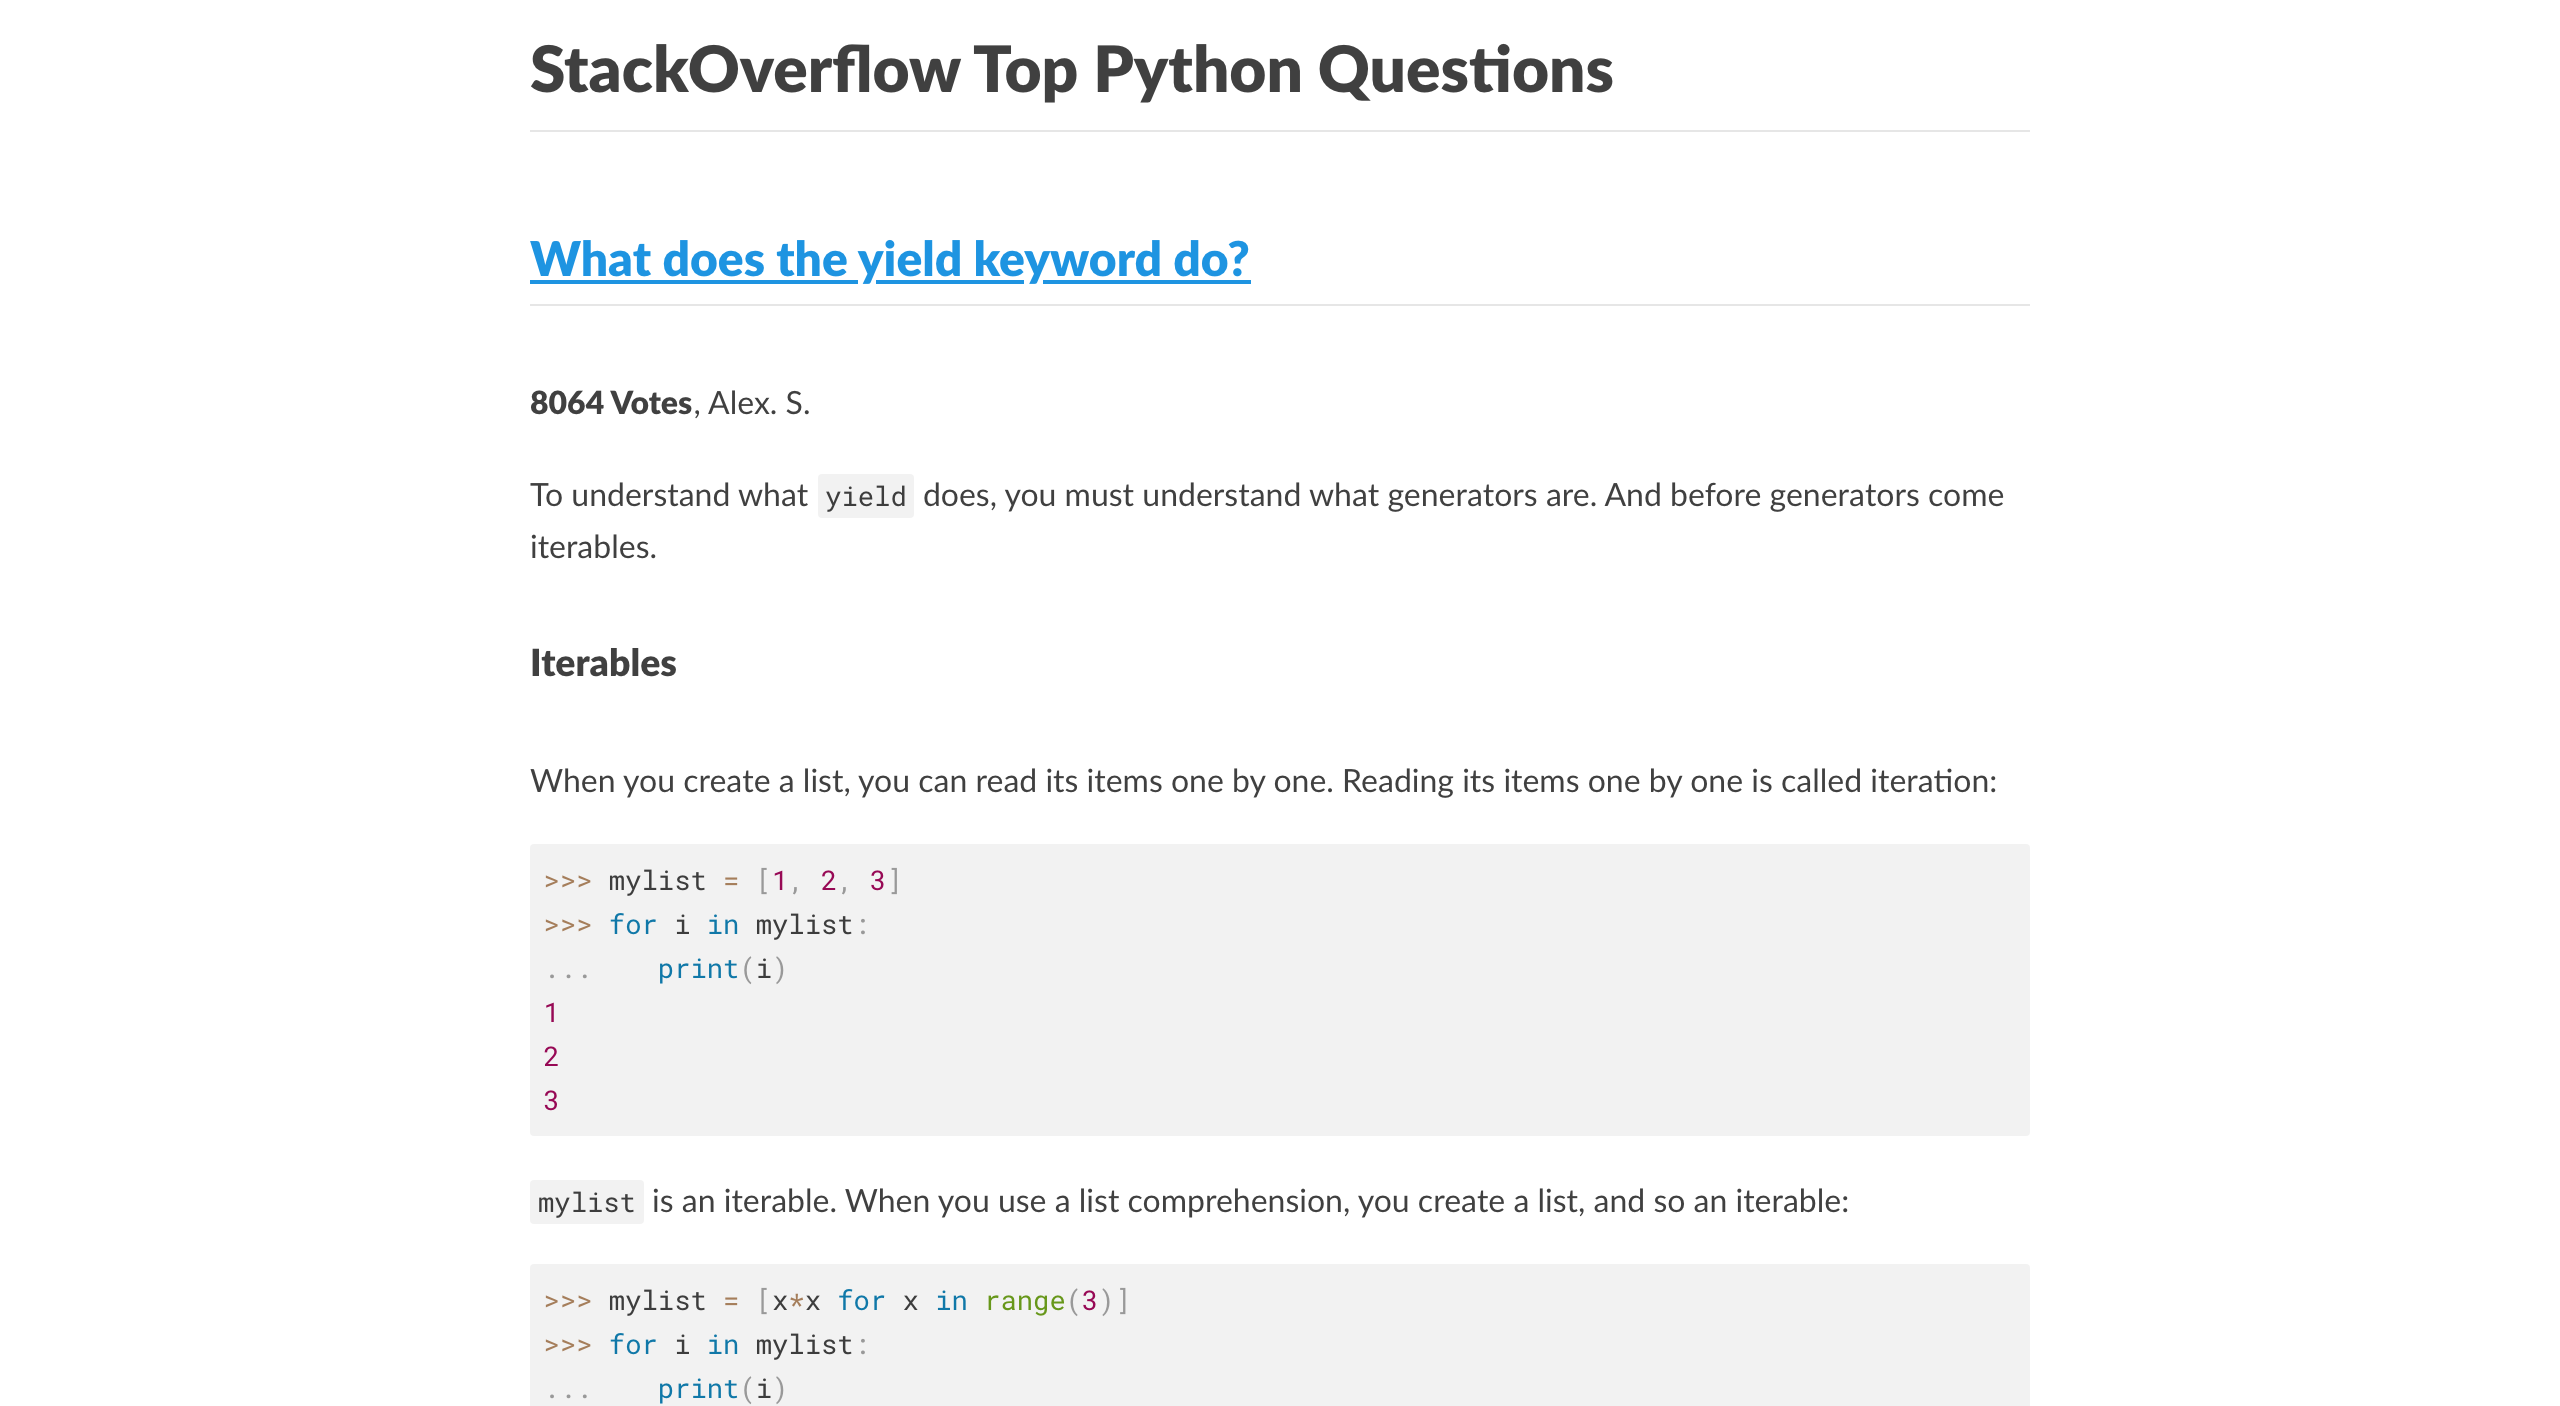 StackOverflow Top Python Questions
What does the yield keyword do?
8064 Votes, Alex. S.
To understand what yield does, you must understand what generators are. And before generators come
iterables.
Iterables
When you create a list, you can read its items one by one. Reading its items one by one is called iteration:
>>> mylist = [1, 2, 3]
>>> for i in mylist:
...    print(i)
1
2
3
mylist is an iterable. When you use a list comprehension, you create a list, and so an iterable:
>>> mylist = [x*x for x in range(3)]
>>> for i in mylist:
...    print(i)